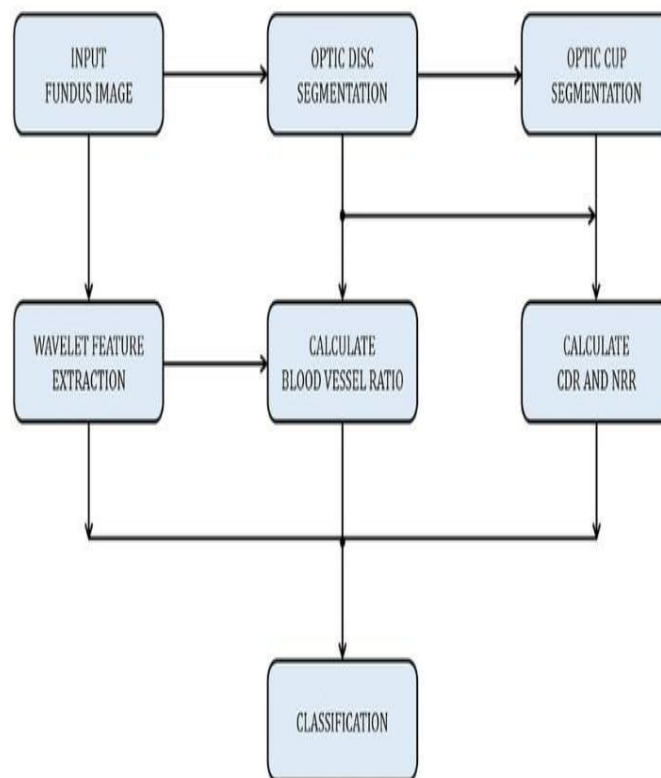 INPUT
FUNDUS IMAGE
OPTIC DISC
SEGMENTATION
OPTIC CUP
SEGMENTATION
WAVELET FEATURE
EXTRACTION
CALCULATE
BLOOD VESSEL RATIO
CALCULATE
CDR AND NRR
CLASSIFICATION